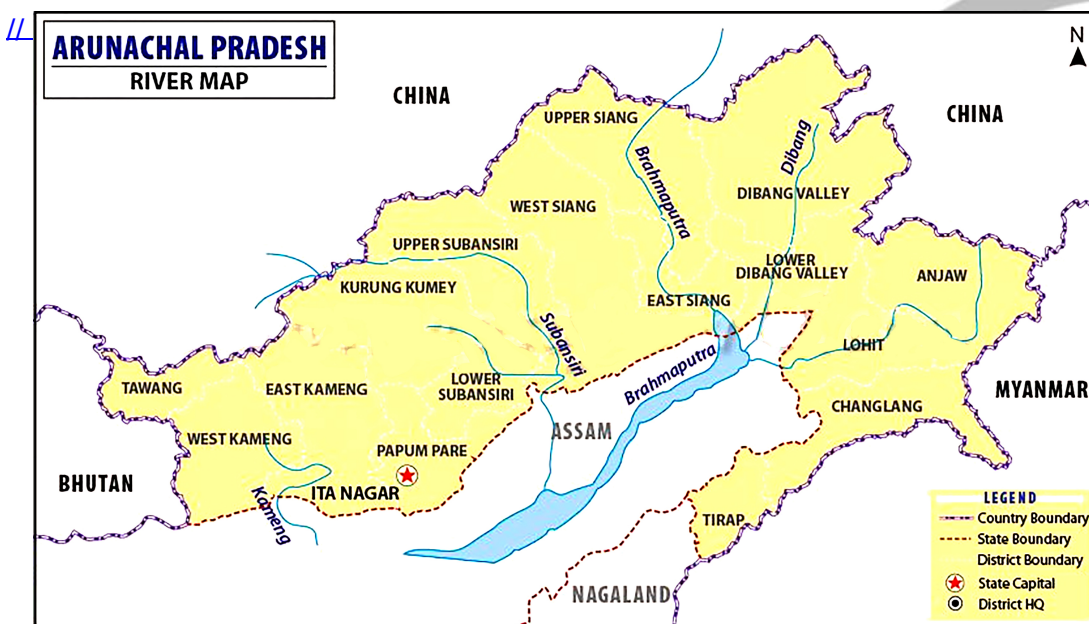 //
ARUNACHAL PRADESH
RIVER MAP
N
CHINA
CHINA
UPPER SIANG
Brahmaputra
Dibang
DIBANG VALLEY
WEST SIANG
UPPER SUBANSIRI
LOWER
DIBANG VALLEY
ANJAW
KURUNG KUMEY
EAST SIANG
Subansiri
LOHIT
Brahmaputra
TAWANG
EAST KAMENG
LOWER
SUBANSIRI
MYANMAR
CHANGLANG
WEST KAMENG
ASSAM
PAPUM PARE
BHUTAN
ITA NAGAR
Kameng
TIRAP
NAGALAND
LEGEND
Country Boundary
State Boundary
District Boundary
State Capital
District HQ